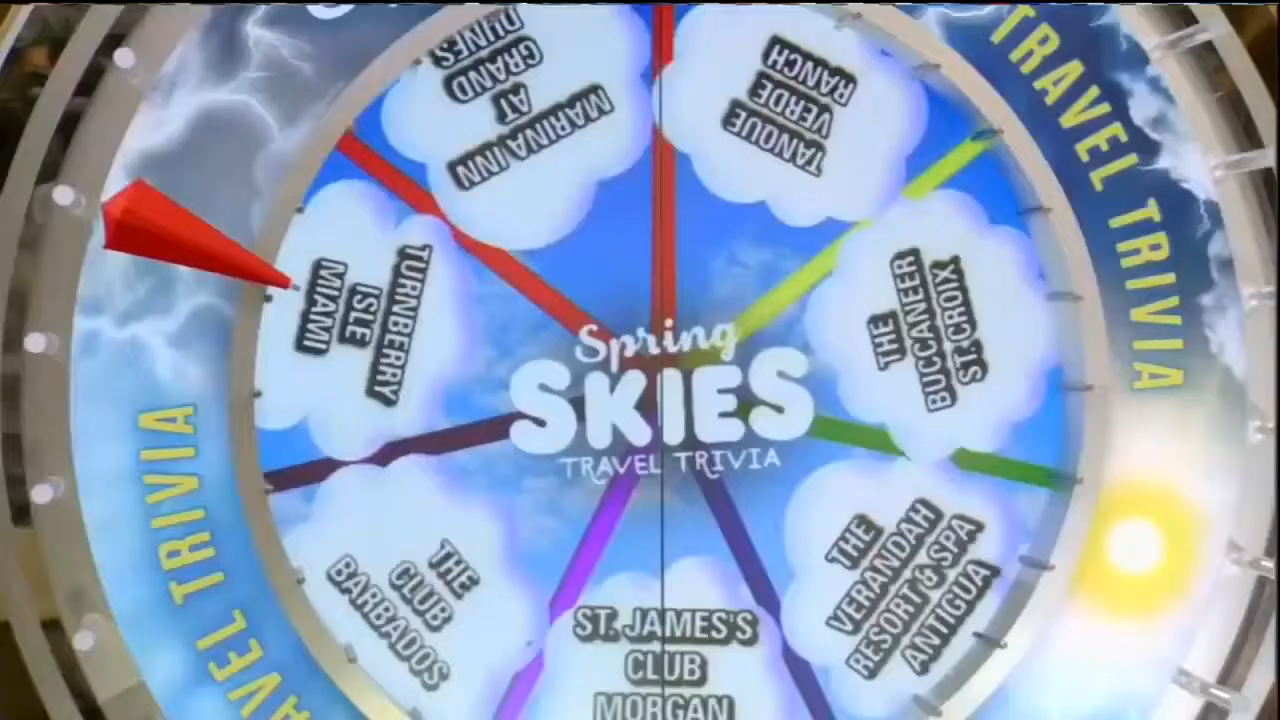 DUNES
GRAND
AT
MARINA INN
TANQUE
VERDE
RANCH
TRAVEL TRIVIA
TURNBERRY
ISLE
MIAMI
THE
BUCCANEER
ST. CROIX
Spring
SKIES
TRAVEL TRIVIA
TRAVEL TRIVIA
THE
CLUB
BARBADOS
ST. JAMES'S
CLUB
MORGAN
THE
VERANDAH
RESORT & SPA
ANTIGUA